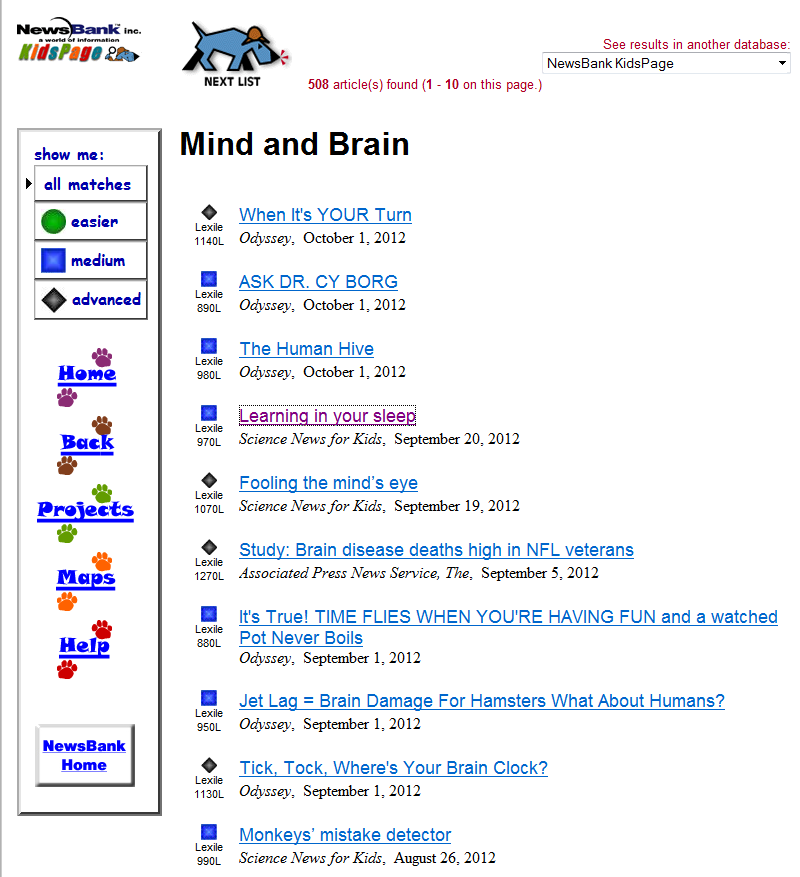 NewsBank inc.
a world of information
KidsPage
NEXT LIST
See results in another database:
NewsBank KidsPage
508 article(s) found (1 - 10 on this page.)
show me:
all matches
easier
medium
advanced
Home
Back
Projects
Maps
Help
NewsBank
Home
Mind and Brain
When It's YOUR Turn
Lexile
1140L
Odyssey, October 1, 2012
ASK DR. CY BORG
Lexile
890L
Odyssey, October 1, 2012
The Human Hive
Lexile
980L
Odyssey, October 1, 2012
Learning in your sleep
Lexile
970L
Science News for Kids, September 20, 2012
Fooling the mind’s eye
Lexile
1070L
Science News for Kids, September 19, 2012
Study: Brain disease deaths high in NFL veterans
Lexile
1270L
Associated Press News Service, The, September 5, 2012
It's True! TIME FLIES WHEN YOU'RE HAVING FUN and a watched
Pot Never Boils
Lexile
880L
Odyssey, September 1, 2012
Jet Lag = Brain Damage For Hamsters What About Humans?
Lexile
950L
Odyssey, September 1, 2012
Tick, Tock, Where's Your Brain Clock?
Lexile
1130L
Odyssey, September 1, 2012
Monkeys’ mistake detector
Lexile
990L
Science News for Kids, August 26, 2012